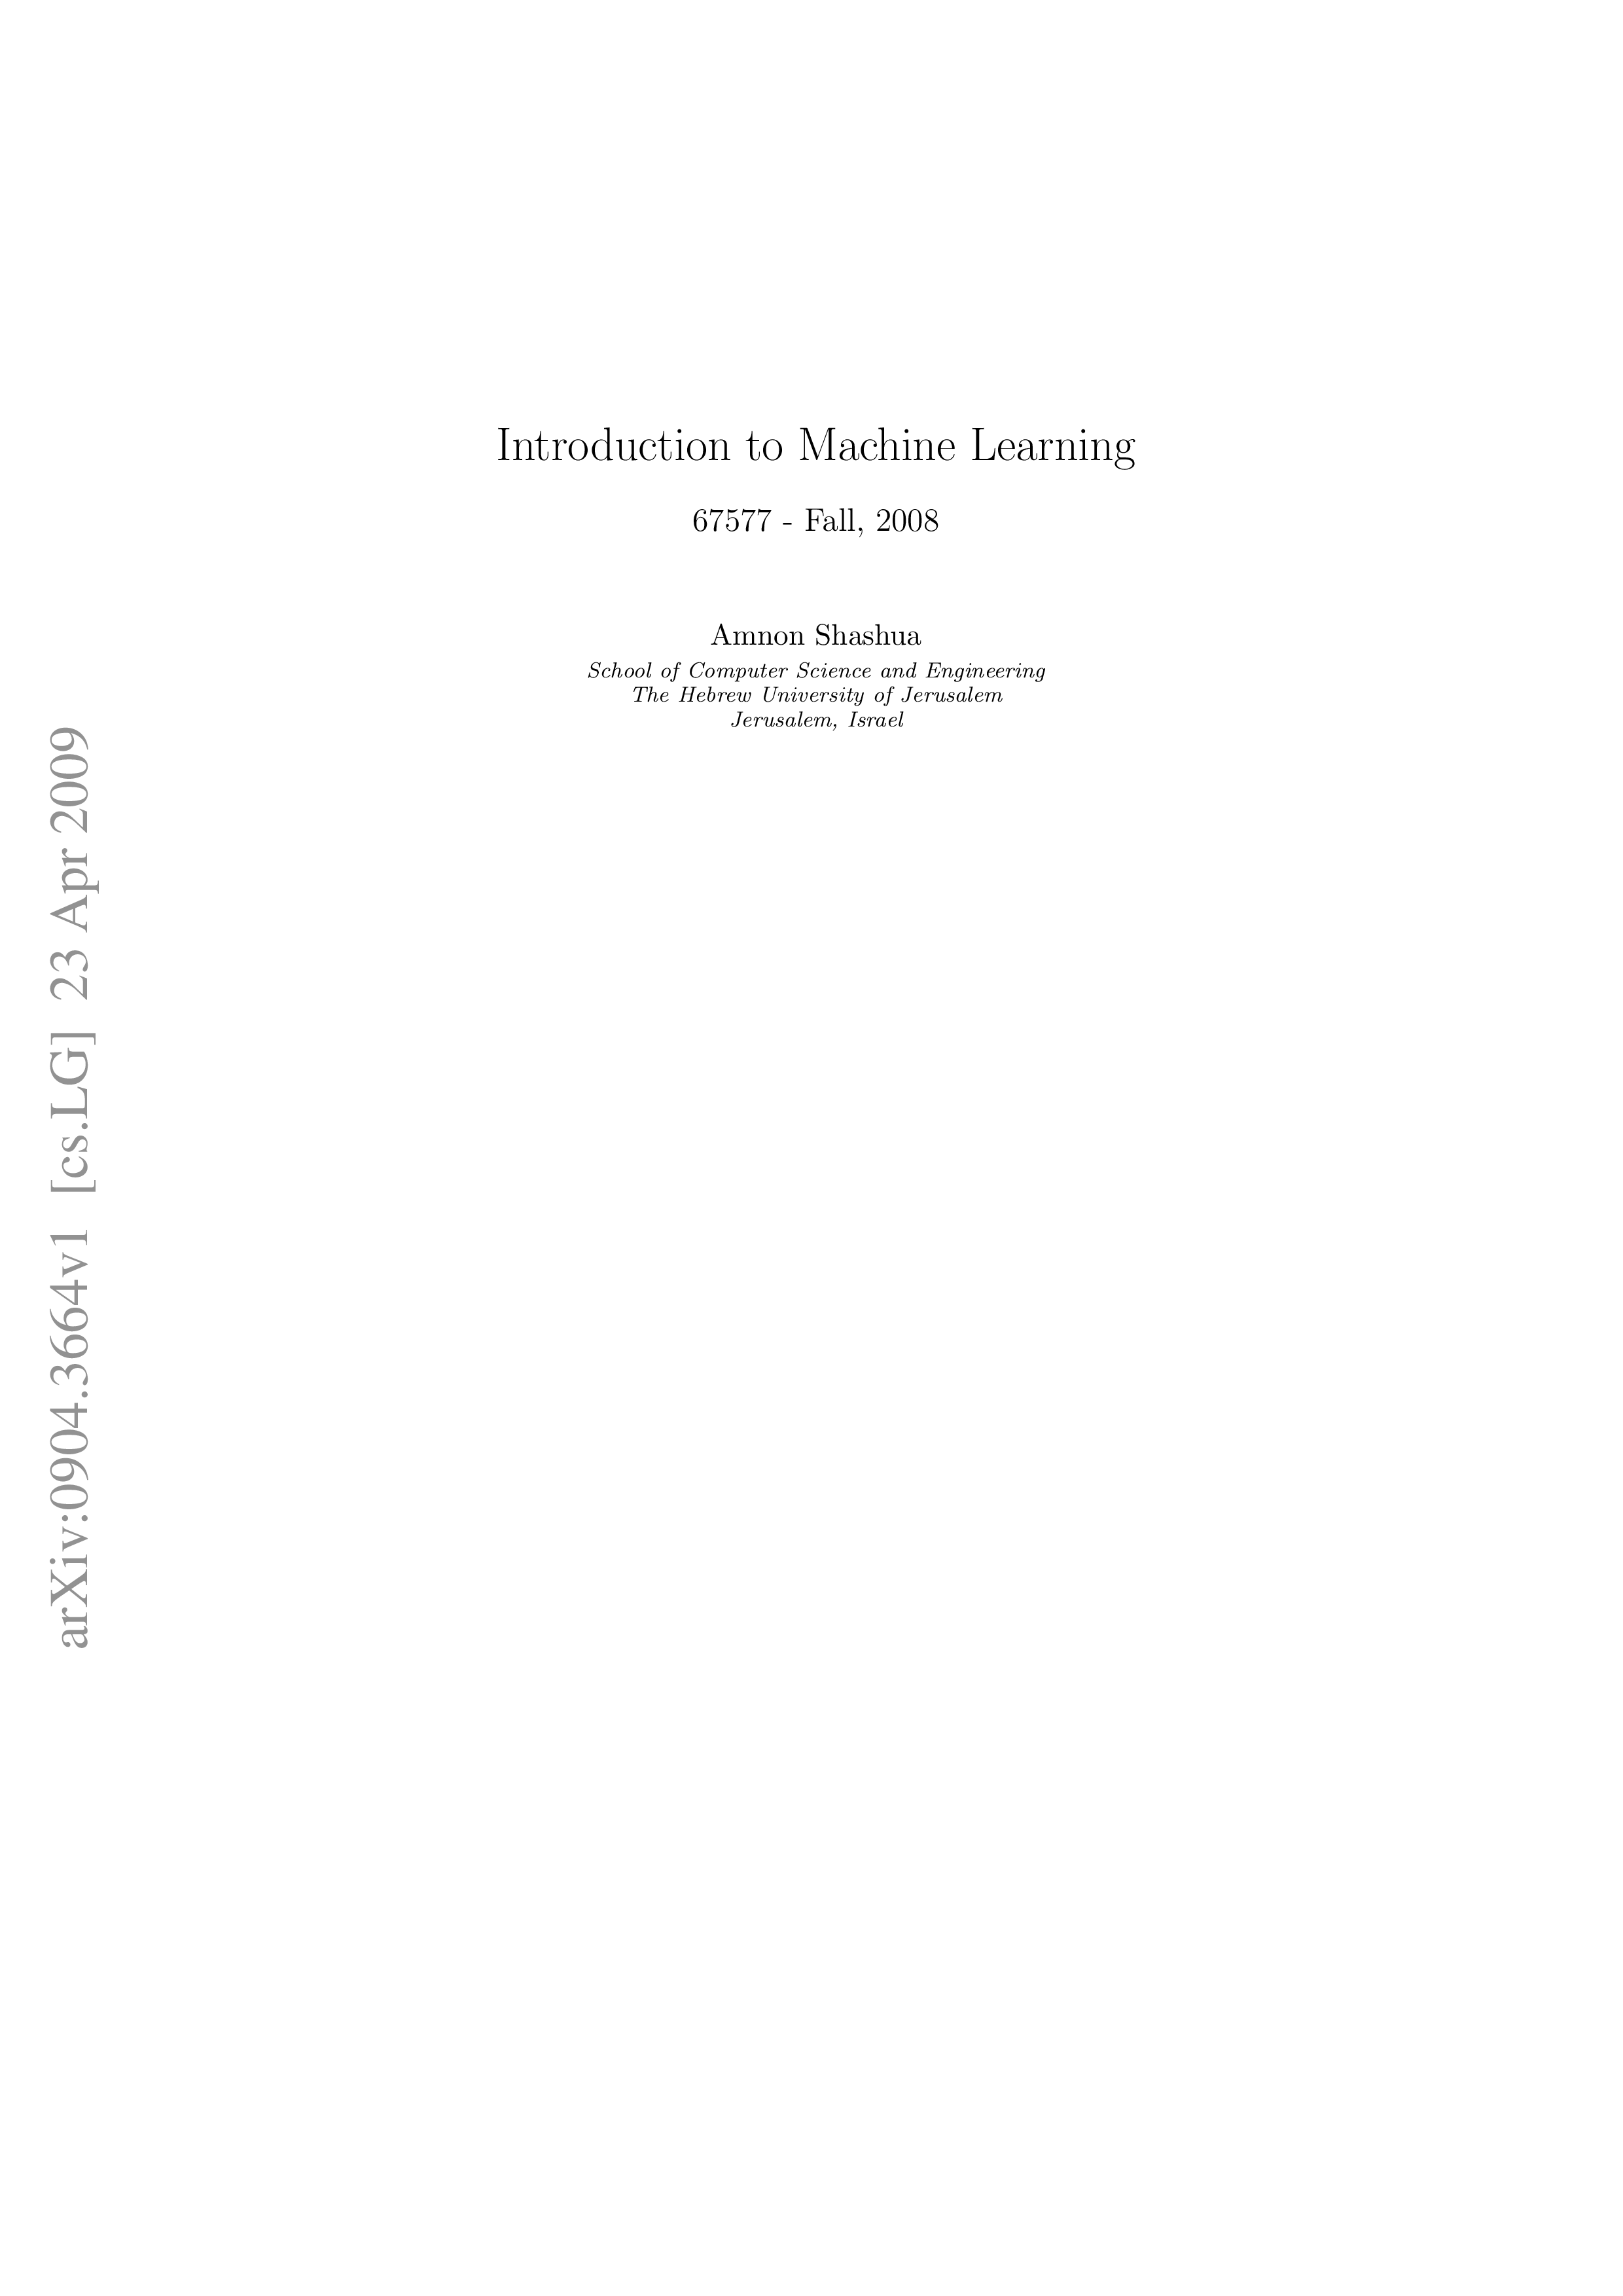 Introduction to Machine Learning
67577 - Fall, 2008
Amnon Shashua
School of Computer Science and Engineering
The Hebrew University of Jerusalem
Jerusalem, Israel
arXiv:0904.3664v1 [cs.LG] 23 Apr 2009